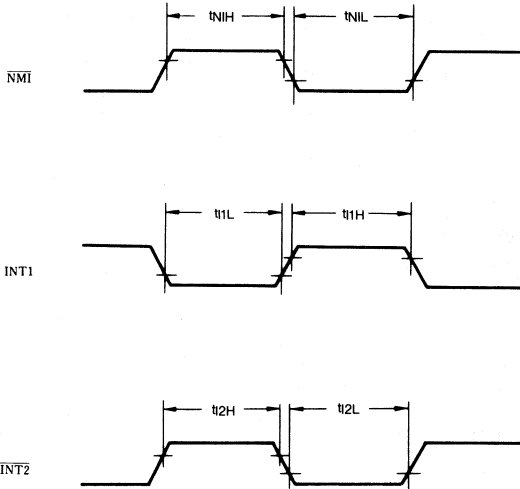 tNIH tNIL
NMI
tI1L tI1H
INT1
tI2H tI2L
INT2